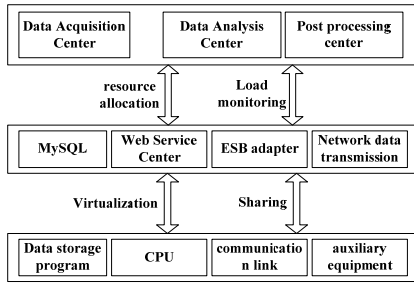 Data Acquisition Data Analysis Post processing
Center Center center
resource Load
allocation monitoring
MySQL Web Service ESB adapter Network data
Center transmission
Virtualization Sharing
Data storage CPU communicatio auxiliary
program n link equipment